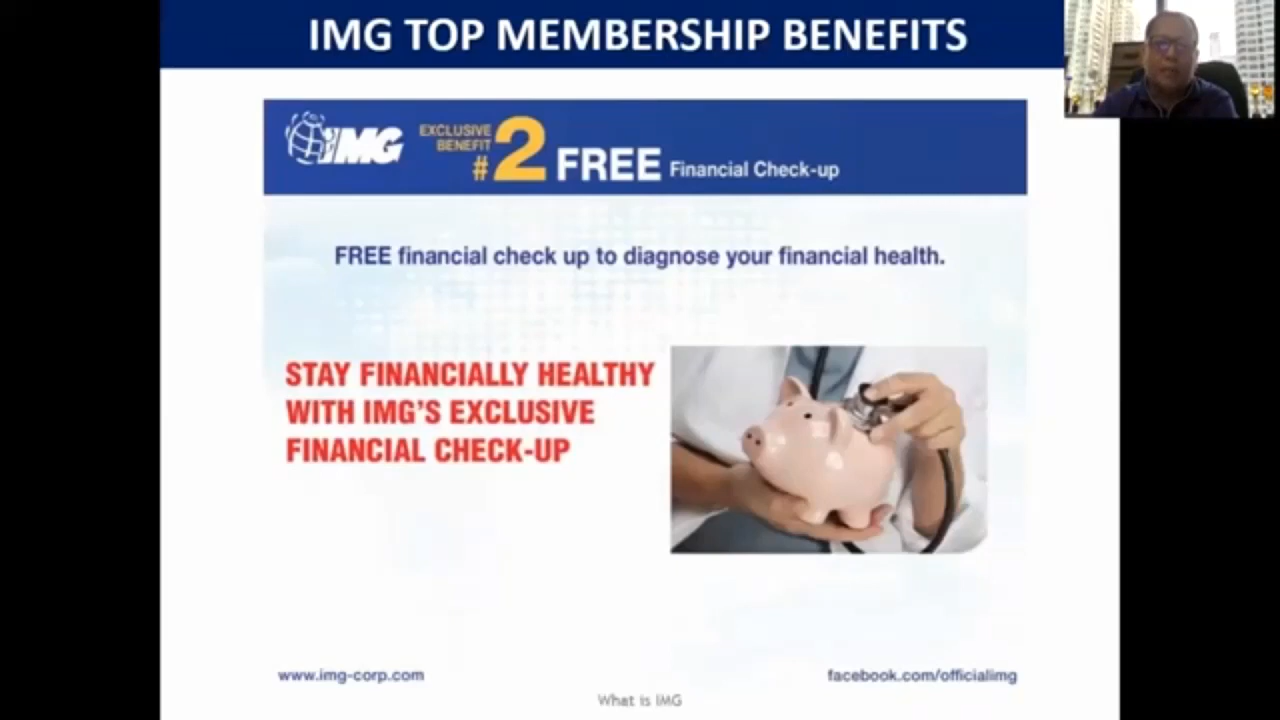 IMG TOP MEMBERSHIP BENEFITS
IMG
EXCLUSIVE
BENEFIT
#2 FREE Financial Check-up
FREE financial check up to diagnose your financial health.
STAY FINANCIALLY HEALTHY
WITH IMG'S EXCLUSIVE
FINANCIAL CHECK-UP
www.img-corp.com
facebook.com/officialimg
What is IMG